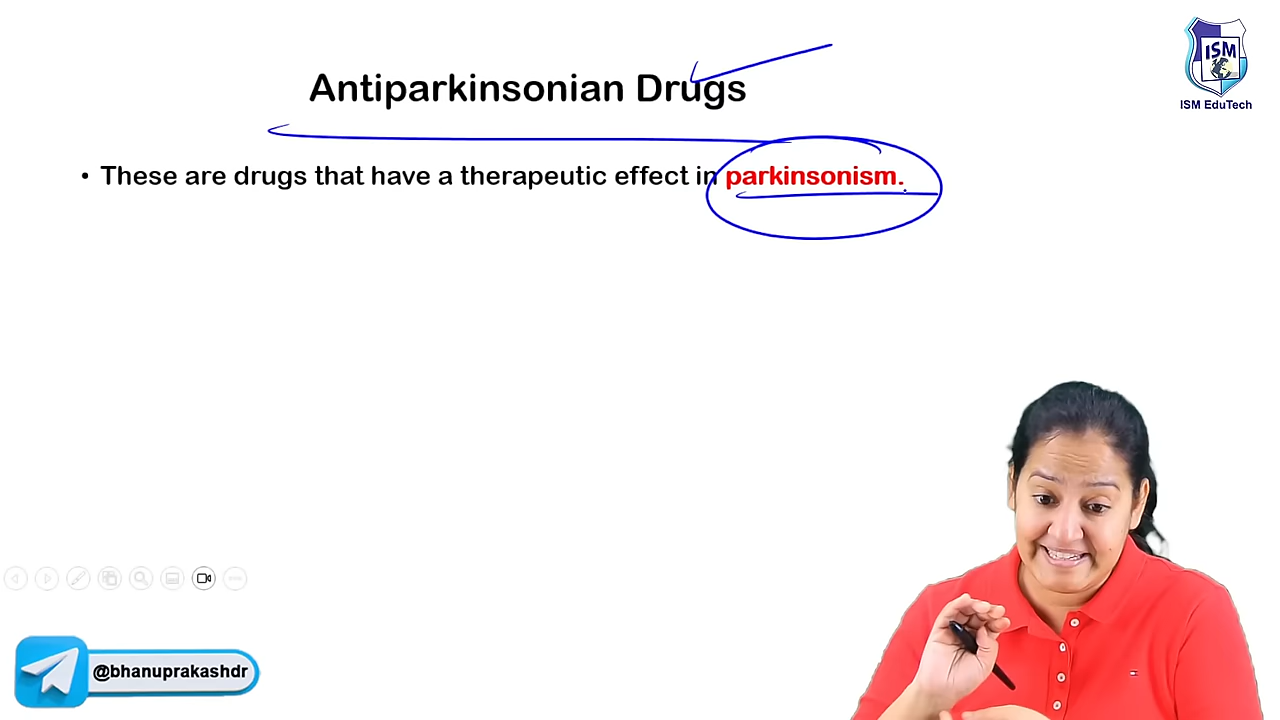 ISM
ISM EduTech
Antiparkinsonian Drugs
• These are drugs that have a therapeutic effect in parkinsonism.
@bhanuprakashdr